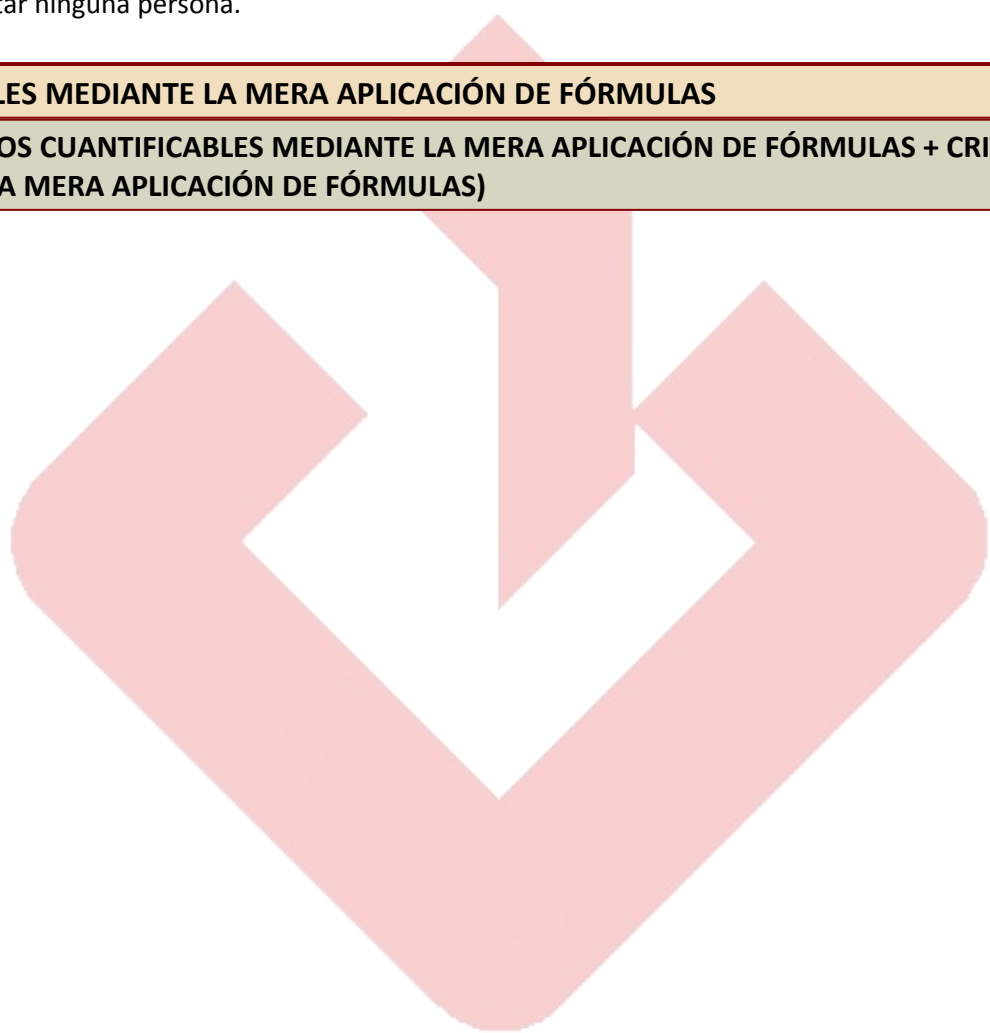 tar ninguna persona.
LES MEDIANTE LA MERA APLICACIÓN DE FÓRMULAS
OS CUANTIFICABLES MEDIANTE LA MERA APLICACIÓN DE FÓRMULAS + CRI
A MERA APLICACIÓN DE FÓRMULAS)